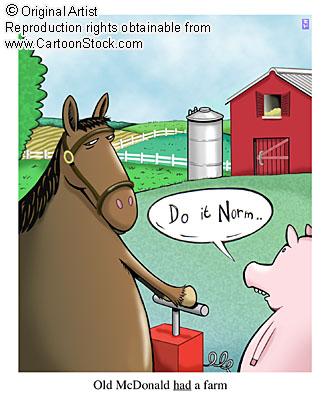 © Original Artist
Reproduction rights obtainable from
www.CartoonStock.com
Do it Norm..
Old McDonald had a farm